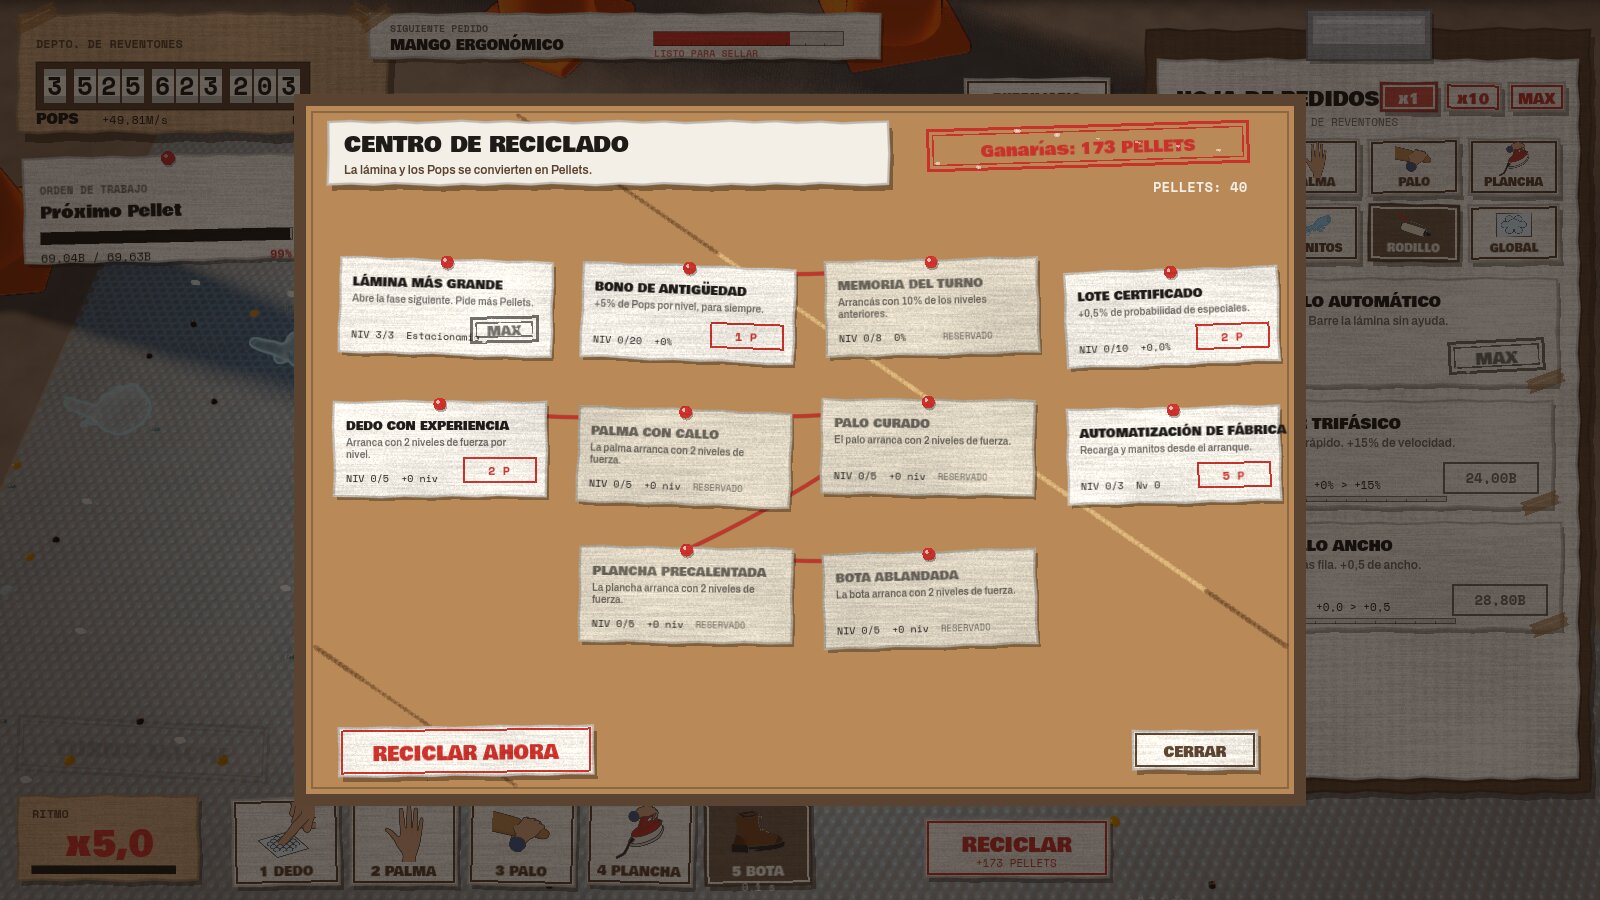 DEPTO. DE REVENTONES
3 525 623 203
POPS +49,81M/s
SIGUIENTE PEDIDO
MANGO ERGONÓMICO
LISTO PARA SELLAR
ORDEN DE TRABAJO
Próximo Pellet
69,04B / 69,63B 99%
CENTRO DE RECICLADO
La lámina y los Pops se convierten en Pellets.
Ganarías: 173 PELLETS
PELLETS: 40
LÁMINA MÁS GRANDE
Abre la fase siguiente. Pide más Pellets.
NIV 3/3
MAX
BONO DE ANTIGÜEDAD
+5% de Pops por nivel, para siempre.
NIV 0/20 +0%
1 P
MEMORIA DEL TURNO
Arrancás con 10% de los niveles
anteriores.
NIV 0/8 0% RESERVADO
LOTE CERTIFICADO
+0,5% de probabilidad de especiales.
NIV 0/10 +0,0%
2 P
DEDO CON EXPERIENCIA
Arranca con 2 niveles de fuerza por
nivel.
NIV 0/5 +0 niv
2 P
PALMA CON CALLO
La palma arranca con 2 niveles de
fuerza.
NIV 0/5 +0 niv RESERVADO
PALO CURADO
El palo arranca con 2 niveles de fuerza.
NIV 0/5 +0 niv RESERVADO
AUTOMATIZACIÓN DE FÁBRICA
Recarga y manitos desde el arranque.
NIV 0/3 Nv 0
5 P
PLANCHA PRECALENTADA
La plancha arranca con 2 niveles de
fuerza.
NIV 0/5 +0 niv RESERVADO
BOTA ABLANDADA
La bota arranca con 2 niveles de fuerza.
NIV 0/5 +0 niv RESERVADO
RECICLAR AHORA
CERRAR
x1 x10 MAX
DE REVENTONES
PALO
PLANCHA
RODILLO
GLOBAL
AUTOMÁTICO
Barre la lámina sin ayuda.
MAX
TRIFÁSICO
+15% de velocidad.
+0% > +15%
24,00B
ANCHO
fila. +0,5 de ancho.
+0,0 > +0,5
28,80B
RITMO
x5,0
1 DEDO
2 PALMA
3 PALO
4 PLANCHA
5 BOTA
0,1 s
RECICLAR
+173 PELLETS